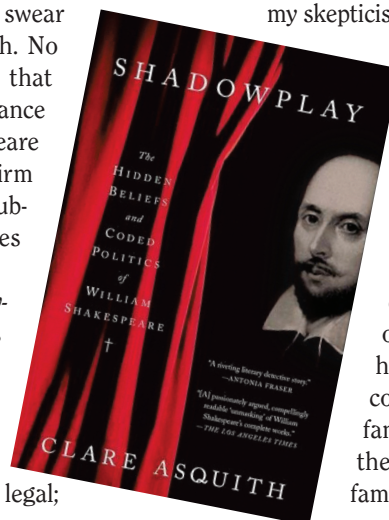 swear
h. No
that
ance
eare
irm
ub-
es
legal;
my skepticis
SHADOWPLAY
The
HIDDEN
BELIEFS
and
CODED
POLITICS
of
WILLIAM
SHAKESPEARE
†
"A riveting literary detective story."
—ANTONIA FRASER
"[A] passionately argued, compellingly
readable 'unmasking' of William
Shakespeare's complete works."
—THE LOS ANGELES TIMES
CLARE ASQUITH
o
h
co
fan
the
fam